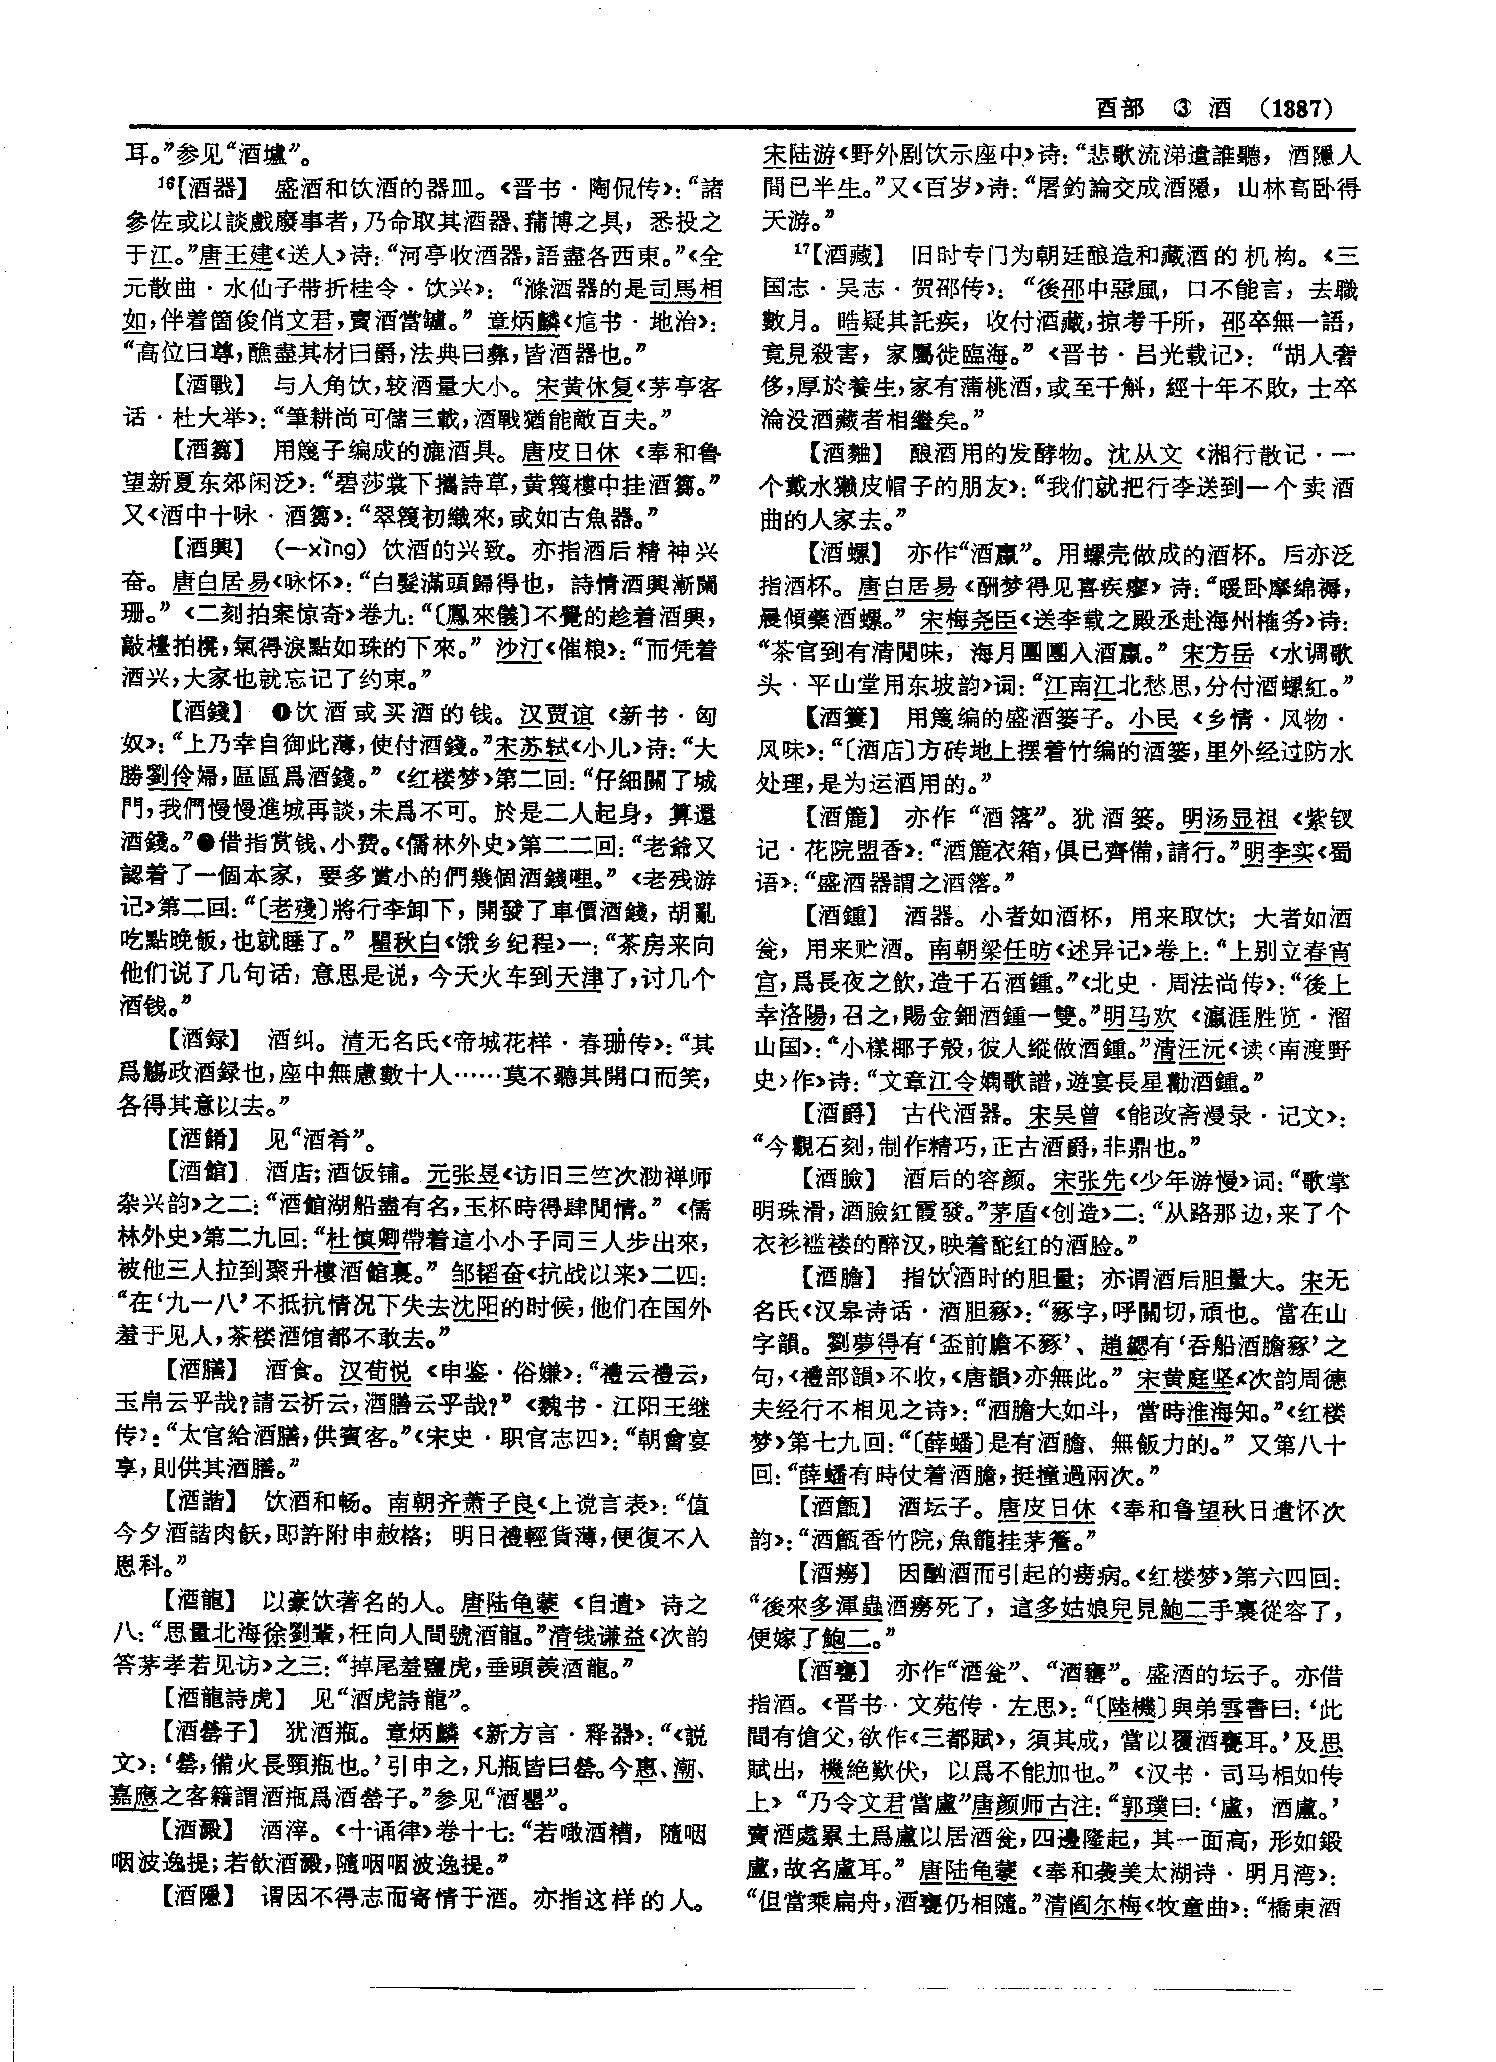 酉部　③　酒　（1387）
耳。”参见“酒壚”。
16【酒器】　盛酒和饮酒的器皿。《晋书·陶侃传》：“諸
參佐或以談戲廢事者，乃命取其酒器、蒱博之具，悉投之
于江。”唐王建《送人》诗：“河亭收酒器，語盡各西東。”《全
元散曲·水仙子带折桂令·饮兴》：“滌酒器的是司馬相
如，伴着箇俊俏文君，賣酒當罏。”章炳麟《訄书·地治》：
“高位曰尊，醮盡其材曰爵，法典曰彝，皆酒器也。”
【酒戰】　与人角饮，较酒量大小。宋黄休复《茅亭客
话·杜大举》：“筆耕尚可儲三載，酒戰猶能敵百夫。”
【酒篘】　用篾子编成的漉酒具。唐皮日休《奉和鲁
望新夏东郊闲泛》：“碧莎裳下攜詩草，黄篾樓中挂酒篘。”
又《酒中十咏·酒篘》：“翠篾初織來，或如古魚器。”
【酒興】　（—xìng）饮酒的兴致。亦指酒后精神兴
奋。唐白居易《咏怀》：“白髮滿頭歸得也，詩情酒興漸闌
珊。”《二刻拍案惊奇》卷九：“〔鳳來儀〕不覺的趁着酒興，
敲檯拍櫈，氣得淚點如珠的下來。”沙汀《催粮》：“而凭着
酒兴，大家也就忘记了约束。”
【酒錢】　❶饮酒或买酒的钱。汉贾谊《新书·匈
奴》：“上乃幸自御此薄，使付酒錢。”宋苏轼《小儿》诗：“大
勝劉伶婦，區區爲酒錢。”《红楼梦》第二回：“仔細關了城
門，我們慢慢進城再談，未爲不可。於是二人起身，算還
酒錢。”❷借指赏钱、小费。《儒林外史》第二二回：“老爺又
認着了一個本家，要多賞小的們幾個酒錢哩。”《老残游
记》第二回：“〔老殘〕將行李卸下，開發了車價酒錢，胡亂
吃點晚飯，也就睡了。”瞿秋白《饿乡纪程》一：“茶房来向
他们说了几句话，意思是说，今天火车到天津了，讨几个
酒钱。”
【酒録】　酒纠。清无名氏《帝城花样·春珊传》：“其
爲觴政酒録也，座中無慮數十人……莫不聽其開口而笑，
各得其意以去。”
【酒餚】　见“酒肴”。
【酒館】　酒店；酒饭铺。元张昱《访旧三竺次泐禅师
杂兴韵》之二：“酒館湖船盡有名，玉杯時得肆閒情。”《儒
林外史》第二九回：“杜慎卿帶着這小小子同三人步出來，
被他三人拉到聚升樓酒館裏。”邹韬奋《抗战以来》二四：
“在‘九一八’不抵抗情况下失去沈阳的时候，他们在国外
羞于见人，茶楼酒馆都不敢去。”
【酒膳】　酒食。汉荀悦《申鉴·俗嫌》：“禮云禮云，
玉帛云乎哉？請云祈云，酒膳云乎哉？”《魏书·江阳王继
传》：“太官給酒膳，供賓客。”《宋史·职官志四》：“朝會宴
享，則供其酒膳。”
【酒諧】　饮酒和畅。南朝齐萧子良《上谠言表》：“值
今夕酒諧肉飫，即許附申赦格；明日禮輕貨薄，便復不入
恩科。”
【酒龍】　以豪饮著名的人。唐陆龟蒙《自遣》诗之
八：“思量北海徐劉輩，枉向人間號酒龍。”清钱谦益《次韵
答茅孝若见访》之三：“掉尾羞鹽虎，垂頭羨酒龍。”
【酒龍詩虎】　见“酒虎詩龍”。
【酒罃子】　犹酒瓶。章炳麟《新方言·释器》：“《説
文》：‘罃，備火長頸瓶也。’引申之，凡瓶皆曰罃。今惠、潮、
嘉應之客籍謂酒瓶爲酒罃子。”参见“酒罌”。
【酒澱】　酒滓。《十诵律》卷十七：“若噉酒糟，隨咽
咽波逸提；若飲酒澱，隨咽咽波逸提。”
【酒隱】　谓因不得志而寄情于酒。亦指这样的人。
宋陆游《野外剧饮示座中》诗：“悲歌流涕遣誰聽，酒隱人
間已半生。”又《百岁》诗：“屠釣論交成酒隱，山林高卧得
天游。”
17【酒藏】　旧时专门为朝廷酿造和藏酒的机构。《三
国志·吴志·贺邵传》：“後邵中惡風，口不能言，去職
數月。晧疑其託疾，收付酒藏，掠考千所，邵卒無一語，
竟見殺害，家屬徙臨海。”《晋书·吕光载记》：“胡人奢
侈，厚於養生，家有蒲桃酒，或至千斛，經十年不敗，士卒
淪没酒藏者相繼矣。”
【酒麯】　酿酒用的发酵物。沈从文《湘行散记·一
个戴水獭皮帽子的朋友》：“我们就把行李送到一个卖酒
曲的人家去。”
【酒螺】　亦作“酒蠃”。用螺壳做成的酒杯。后亦泛
指酒杯。唐白居易《酬梦得见喜疾瘳》诗：“暖卧摩綿褥，
晨傾藥酒螺。”宋梅尧臣《送李载之殿丞赴海州榷务》诗：
“茶官到有清閒味，海月團團入酒蠃。”宋方岳《水调歌
头·平山堂用东坡韵》词：“江南江北愁思，分付酒螺紅。”
【酒簍】　用篾编的盛酒篓子。小民《乡情·风物·
风味》：“〔酒店〕方砖地上摆着竹编的酒篓，里外经过防水
处理，是为运酒用的。”
【酒簏】　亦作“酒簬”。犹酒篓。明汤显祖《紫钗
记·花院盟香》：“酒簏衣箱，俱已齊備，請行。”明李实《蜀
语》：“盛酒器謂之酒簬。”
【酒鍾】　酒器。小者如酒杯，用来取饮；大者如酒
瓮，用来贮酒。南朝梁任昉《述异记》卷上：“上别立春宵
宫，爲長夜之飲，造千石酒鍾。”《北史·周法尚传》：“後上
幸洛陽，召之，賜金鈿酒鍾一雙。”明马欢《瀛涯胜览·溜
山国》：“小樣椰子殼，彼人鏇做酒鍾。”清汪沅《读〈南渡野
史〉作》诗：“文章江令嫻歌譜，遊宴長星勸酒鍾。”
【酒爵】　古代酒器。宋吴曾《能改斋漫录·记文》：
“今觀石刻，制作精巧，正古酒爵，非鼎也。”
【酒臉】　酒后的容颜。宋张先《少年游慢》词：“歌掌
明珠滑，酒臉紅霞發。”茅盾《创造》二：“从路那边，来了个
衣衫褴褛的醉汉，映着酡红的酒脸。”
【酒膽】　指饮酒时的胆量；亦谓酒后胆量大。宋无
名氏《汉皋诗话·酒胆豩》：“豩字，呼關切，頑也。當在山
字韻。劉夢得有‘盃前膽不豩’、趙勰有‘吞船酒膽豩’之
句，《禮部韻》不收，《唐韻》亦無此。”宋黄庭坚《次韵周德
夫经行不相见之诗》：“酒膽大如斗，當時淮海知。”《红楼
梦》第七九回：“〔薛蟠〕是有酒膽、無飯力的。”又第八十
回：“薛蟠有時仗着酒膽，挺撞過兩次。”
【酒甔】　酒坛子。唐皮日休《奉和鲁望秋日遣怀次
韵》：“酒甔香竹院，魚籠挂茅簷。”
【酒癆】　因酗酒而引起的痨病。《红楼梦》第六四回：
“後來多渾蟲酒癆死了，這多姑娘兒見鮑二手裏從容了，
便嫁了鮑二。”
【酒甕】　亦作“酒瓮”、“酒罋”。盛酒的坛子。亦借
指酒。《晋书·文苑传·左思》：“〔陸機〕與弟雲書曰：‘此
間有傖父，欲作《三都賦》，須其成，當以覆酒甕耳。’及思
賦出，機絶歎伏，以爲不能加也。”《汉书·司马相如传
上》“乃令文君當盧”唐颜师古注：“郭璞曰：‘盧，酒盧。’
賣酒處累土爲盧以居酒瓮，四邊隆起，其一面高，形如鍛
盧，故名盧耳。”唐陆龟蒙《奉和袭美太湖诗·明月湾》：
“但當乘扁舟，酒甕仍相隨。”清阎尔梅《牧童曲》：“橋東酒